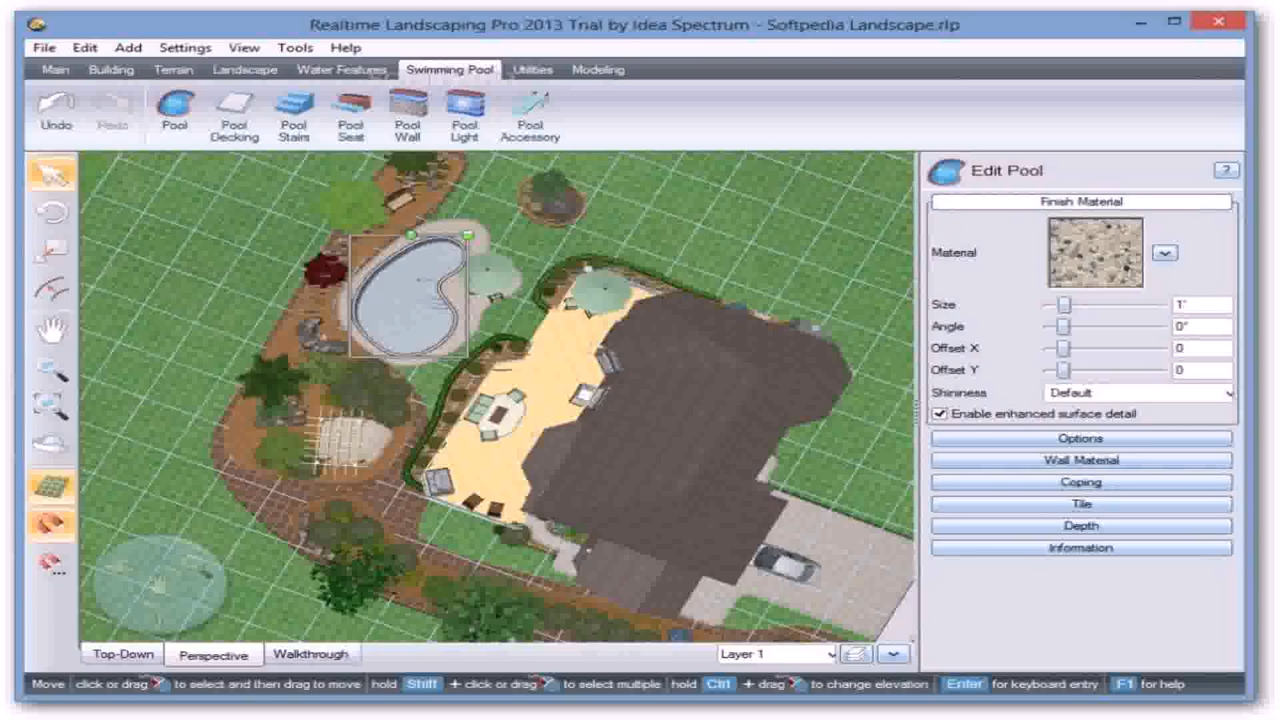 Realtime Landscaping Pro 2013 Trial by Idea Spectrum - Softpedia Landscape.rlp
File Edit Add Settings View Tools Help
Main Building Terrain Landscape Water Features Swimming Pool Utilities Modeling
Undo Redo Pool Pool Decking Pool Stairs Pool Seat Pool Wall Pool Light Pool Accessory
Edit Pool ?
Finish Material
Material
Size 1'
Angle 0°
Offset X 0
Offset Y 0
Shininess Default
Enable enhanced surface detail
Options
Wall Material
Coping
Tile
Depth
Information
Top-Down Perspective Walkthrough Layer 1
Move click or drag to select and then drag to move hold Shift + click or drag to select multiple hold Ctrl + drag to change elevation Enter for keyboard entry F1 for help